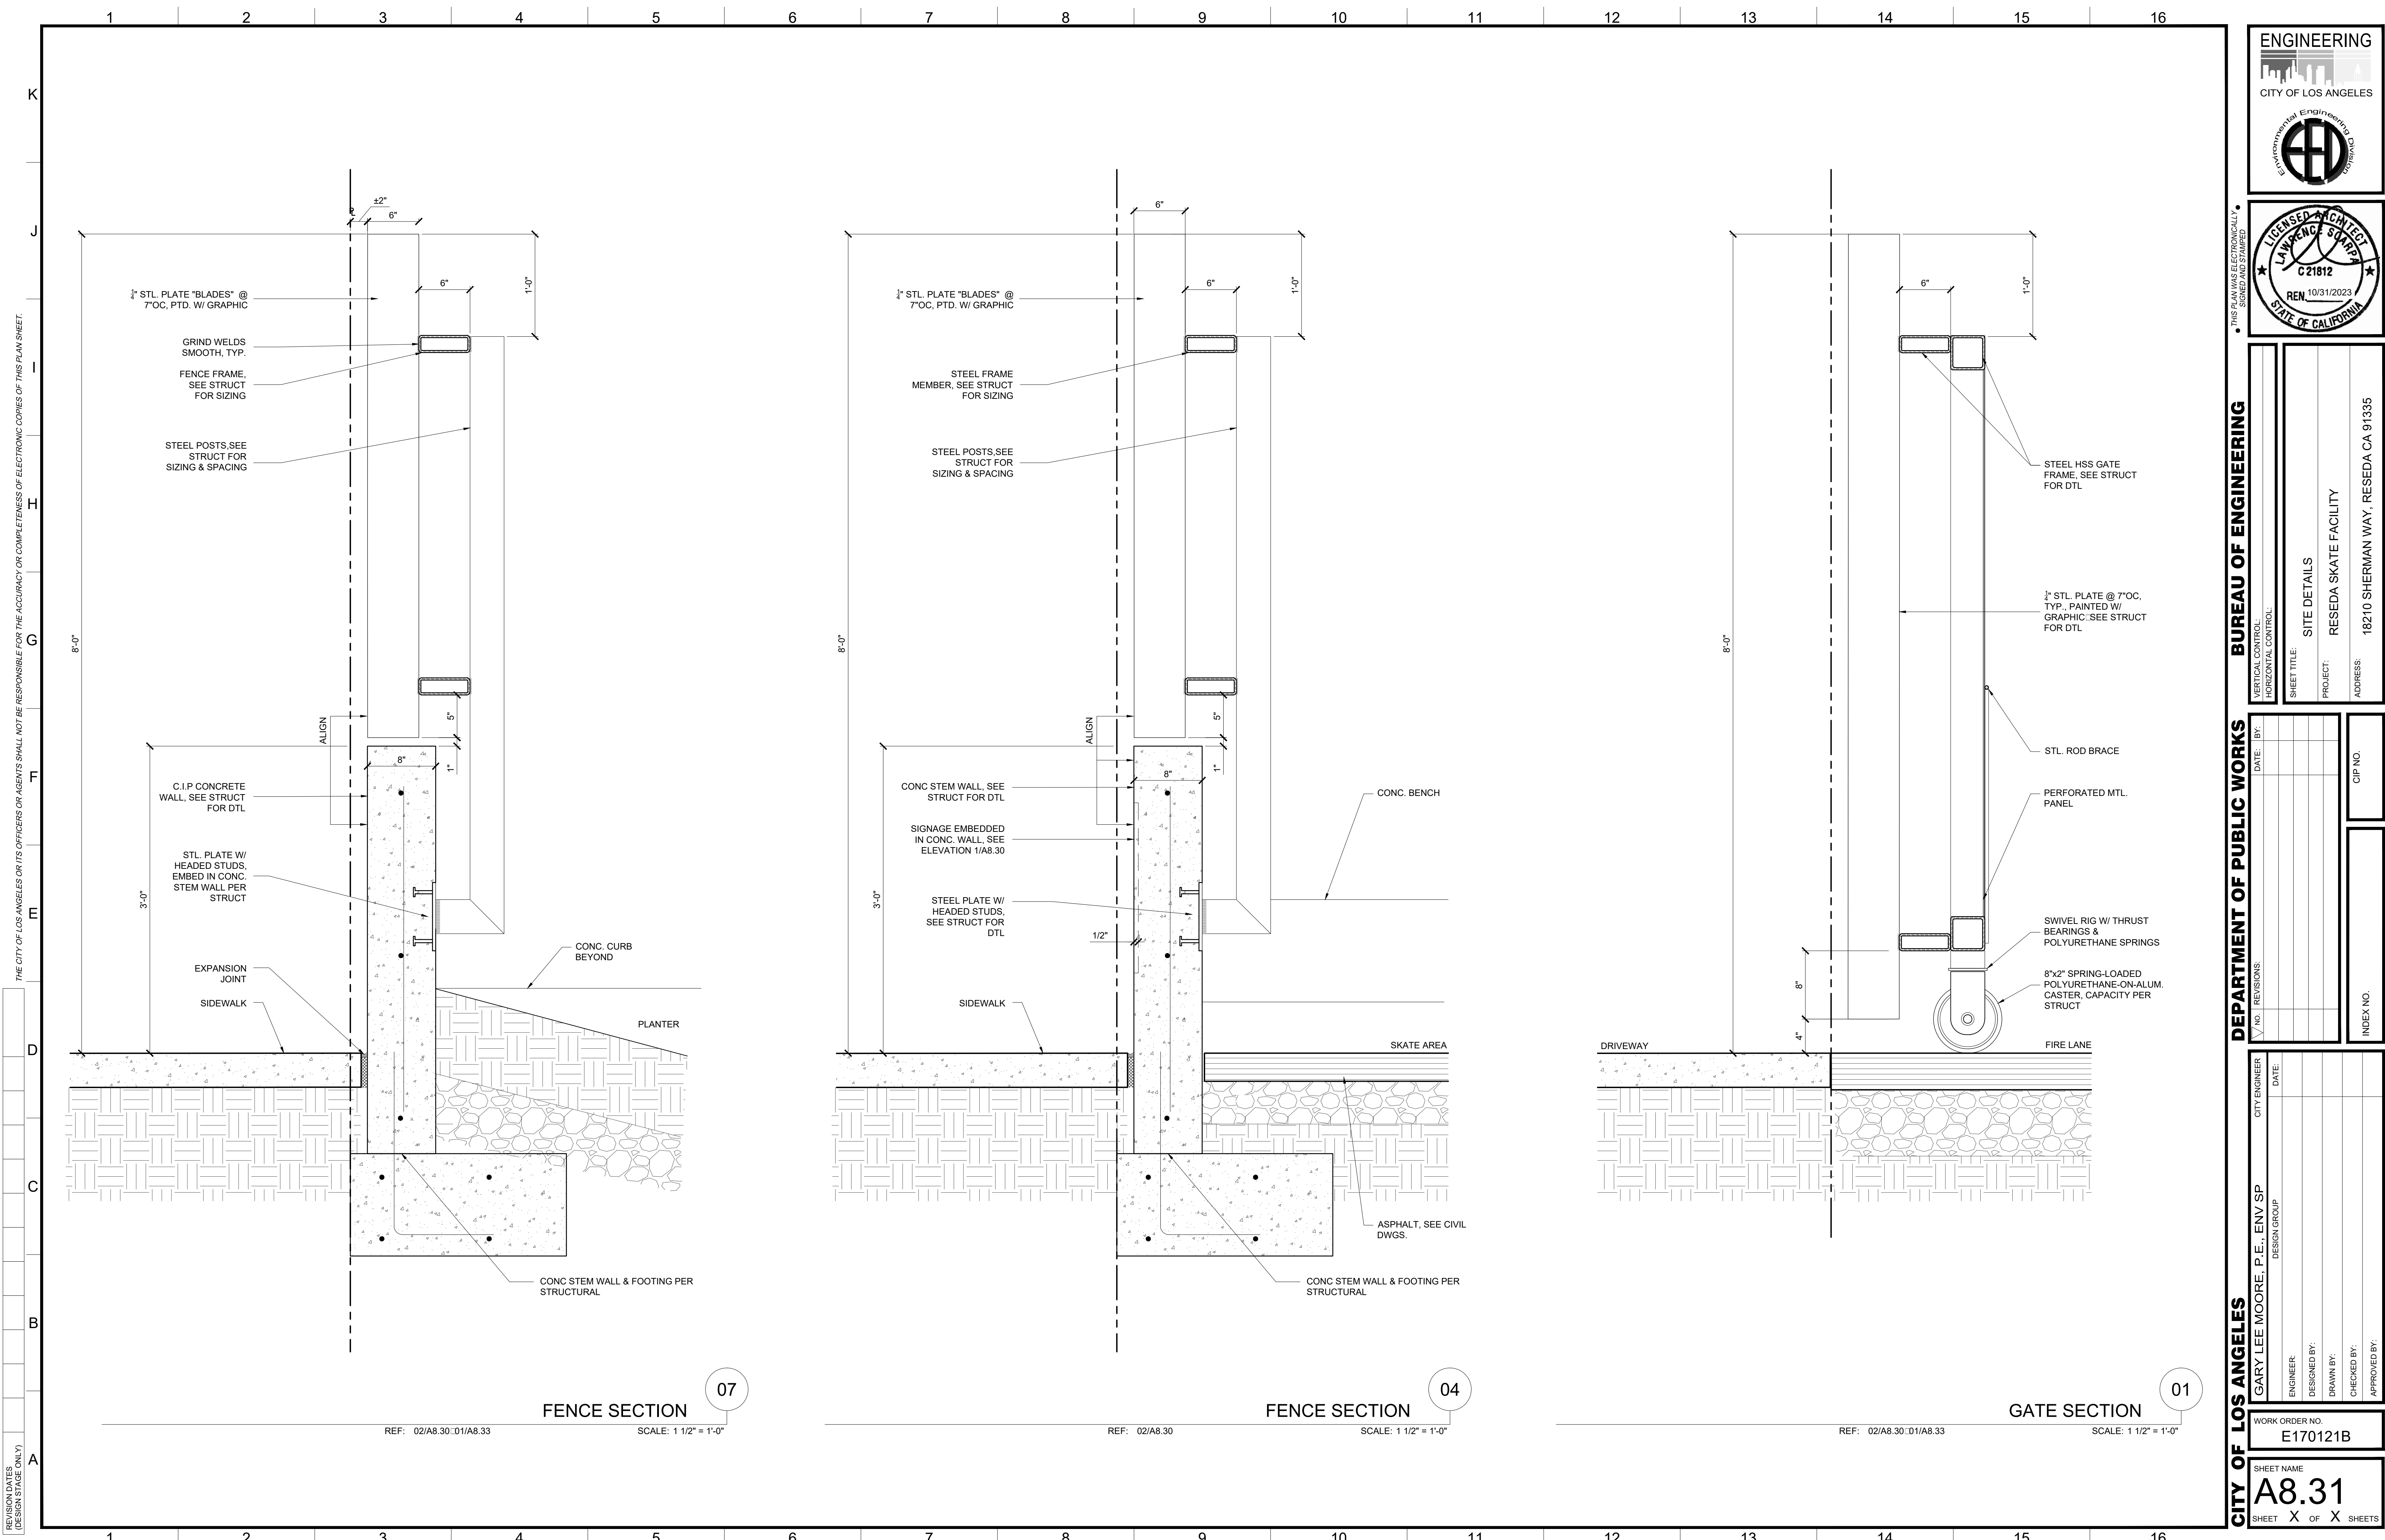 1 2 3 4 5 6 7 8 9 10 11 12 13 14 15 16
K
J
I
H
G
F
E
D
C
B
A
THE CITY OF LOS ANGELES OR ITS OFFICERS OR AGENTS SHALL NOT BE RESPONSIBLE FOR THE ACCURACY OR COMPLETENESS OF ELECTRONIC COPIES OF THIS PLAN SHEET.
REVISION DATES
(DESIGN STAGE ONLY)
±2"
6"
6"
1'-0"
8'-0"
1/4" STL. PLATE "BLADES" @
7"OC, PTD. W/ GRAPHIC
GRIND WELDS
SMOOTH, TYP.
FENCE FRAME,
SEE STRUCT
FOR SIZING
STEEL POSTS,SEE
STRUCT FOR
SIZING & SPACING
ALIGN
5"
1"
8"
3'-0"
C.I.P CONCRETE
WALL, SEE STRUCT
FOR DTL
STL. PLATE W/
HEADED STUDS,
EMBED IN CONC.
STEM WALL PER
STRUCT
EXPANSION
JOINT
SIDEWALK
CONC. CURB
BEYOND
PLANTER
CONC STEM WALL & FOOTING PER
STRUCTURAL
07
FENCE SECTION
REF: 02/A8.30□01/A8.33
SCALE: 1 1/2" = 1'-0"
6"
6"
1'-0"
8'-0"
1/4" STL. PLATE "BLADES" @
7"OC, PTD. W/ GRAPHIC
STEEL FRAME
MEMBER, SEE STRUCT
FOR SIZING
STEEL POSTS,SEE
STRUCT FOR
SIZING & SPACING
ALIGN
5"
1"
8"
3'-0"
CONC STEM WALL, SEE
STRUCT FOR DTL
SIGNAGE EMBEDDED
IN CONC. WALL, SEE
ELEVATION 1/A8.30
STEEL PLATE W/
HEADED STUDS,
SEE STRUCT FOR
DTL
1/2"
SIDEWALK
CONC. BENCH
SKATE AREA
ASPHALT, SEE CIVIL
DWGS.
CONC STEM WALL & FOOTING PER
STRUCTURAL
04
FENCE SECTION
REF: 02/A8.30
SCALE: 1 1/2" = 1'-0"
6"
1'-0"
8'-0"
STEEL HSS GATE
FRAME, SEE STRUCT
FOR DTL
1/4" STL. PLATE @ 7"OC,
TYP., PAINTED W/
GRAPHIC□SEE STRUCT
FOR DTL
STL. ROD BRACE
PERFORATED MTL.
PANEL
SWIVEL RIG W/ THRUST
BEARINGS &
POLYURETHANE SPRINGS
8"x2" SPRING-LOADED
POLYURETHANE-ON-ALUM.
CASTER, CAPACITY PER
STRUCT
8"
4"
DRIVEWAY
FIRE LANE
01
GATE SECTION
REF: 02/A8.30□01/A8.33
SCALE: 1 1/2" = 1'-0"
1 2 3 4 5 6 7 8 9 10 11 12 13 14 15 16
ENGINEERING
CITY OF LOS ANGELES
Environmental Engineering Division
EED
• THIS PLAN WAS ELECTRONICALLY •
SIGNED AND STAMPED
LICENSED ARCHITECT
LAWRENCE SCARPA
C 21812
REN. 10/31/2023
STATE OF CALIFORNIA
CITY OF LOS ANGELES DEPARTMENT OF PUBLIC WORKS BUREAU OF ENGINEERING
VERTICAL CONTROL:
HORIZONTAL CONTROL:
SHEET TITLE: SITE DETAILS
PROJECT: RESEDA SKATE FACILITY
ADDRESS: 18210 SHERMAN WAY, RESEDA CA 91335
NO. REVISIONS: DATE: BY:
CIP NO.
INDEX NO.
GARY LEE MOORE, P.E., ENV SP CITY ENGINEER
DESIGN GROUP DATE:
ENGINEER:
DESIGNED BY:
DRAWN BY:
CHECKED BY:
APPROVED BY:
WORK ORDER NO.
E170121B
SHEET NAME
A8.31
SHEET X OF X SHEETS